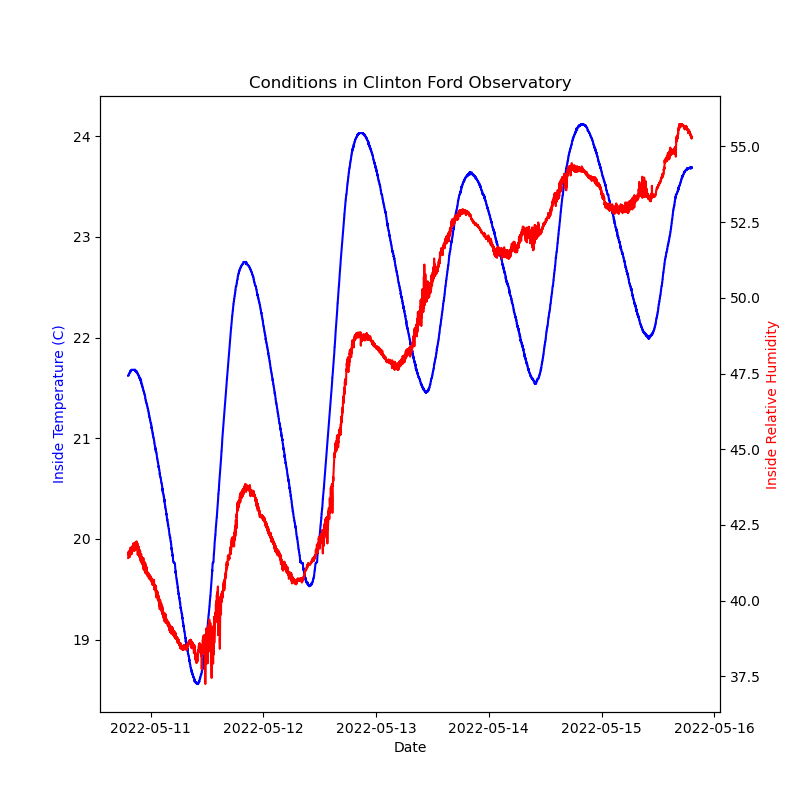 Conditions in Clinton Ford Observatory
24
23
22
21
20
19
Inside Temperature (C)
55.0
52.5
50.0
47.5
45.0
42.5
40.0
37.5
Inside Relative Humidity
2022-05-11 2022-05-12 2022-05-13 2022-05-14 2022-05-15 2022-05-16
Date